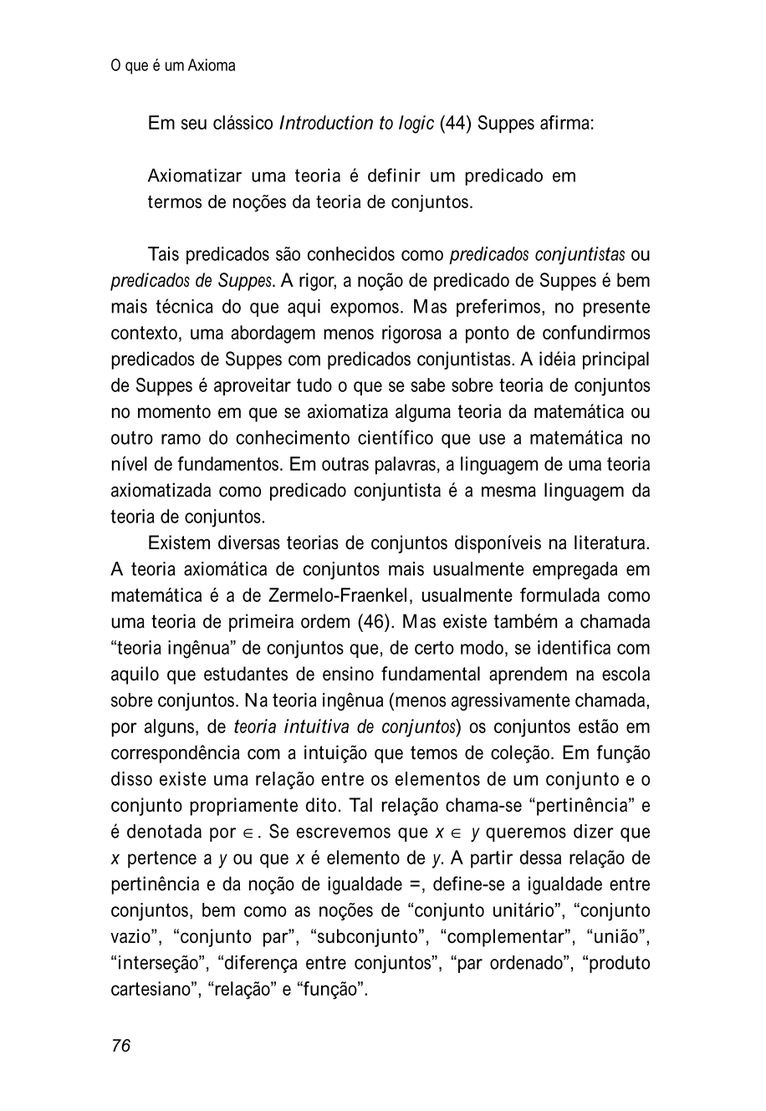 O que é um Axioma
Em seu clássico Introduction to logic (44) Suppes afirma:
Axiomatizar uma teoria é definir um predicado em
termos de noções da teoria de conjuntos.
Tais predicados são conhecidos como predicados conjuntistas ou
predicados de Suppes. A rigor, a noção de predicado de Suppes é bem
mais técnica do que aqui expomos. Mas preferimos, no presente
contexto, uma abordagem menos rigorosa a ponto de confundirmos
predicados de Suppes com predicados conjuntistas. A idéia principal
de Suppes é aproveitar tudo o que se sabe sobre teoria de conjuntos
no momento em que se axiomatiza alguma teoria da matemática ou
outro ramo do conhecimento científico que use a matemática no
nível de fundamentos. Em outras palavras, a linguagem de uma teoria
axiomatizada como predicado conjuntista é a mesma linguagem da
teoria de conjuntos.
Existem diversas teorias de conjuntos disponíveis na literatura.
A teoria axiomática de conjuntos mais usualmente empregada em
matemática é a de Zermelo-Fraenkel, usualmente formulada como
uma teoria de primeira ordem (46). Mas existe também a chamada
“teoria ingênua” de conjuntos que, de certo modo, se identifica com
aquilo que estudantes de ensino fundamental aprendem na escola
sobre conjuntos. Na teoria ingênua (menos agressivamente chamada,
por alguns, de teoria intuitiva de conjuntos) os conjuntos estão em
correspondência com a intuição que temos de coleção. Em função
disso existe uma relação entre os elementos de um conjunto e o
conjunto propriamente dito. Tal relação chama-se “pertinência” e
é denotada por ∈. Se escrevemos que x ∈ y queremos dizer que
x pertence a y ou que x é elemento de y. A partir dessa relação de
pertinência e da noção de igualdade =, define-se a igualdade entre
conjuntos, bem como as noções de “conjunto unitário”, “conjunto
vazio”, “conjunto par”, “subconjunto”, “complementar”, “união”,
“interseção”, “diferença entre conjuntos”, “par ordenado”, “produto
cartesiano”, “relação” e “função”.
76